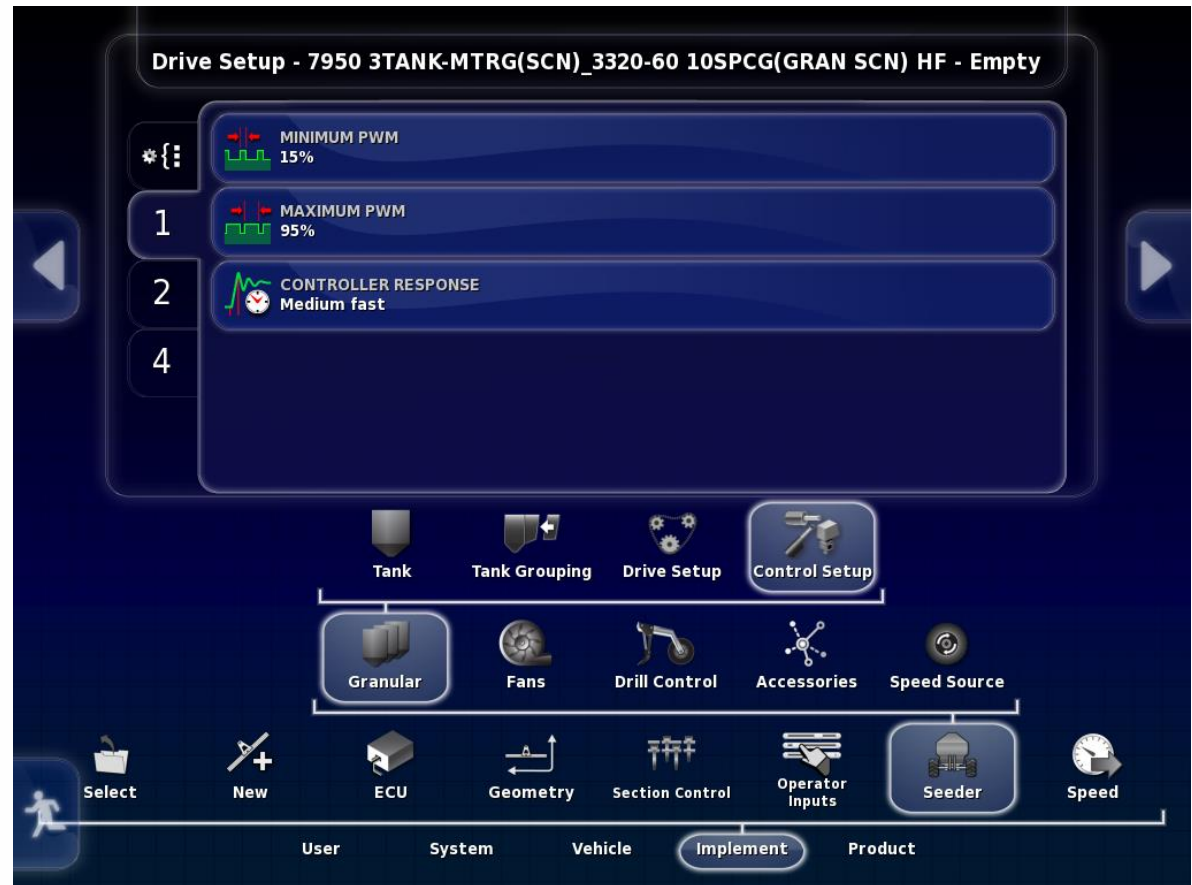 Drive Setup - 7950 3TANK-MTRG(SCN)_3320-60 10SPCG(GRAN SCN) HF - Empty
MINIMUM PWM
15%
1
MAXIMUM PWM
95%
2
CONTROLLER RESPONSE
Medium fast
4
Tank
Tank Grouping
Drive Setup
Control Setup
Granular
Fans
Drill Control
Accessories
Speed Source
Select
New
ECU
Geometry
Section Control
Operator
Inputs
Seeder
Speed
User
System
Vehicle
Implement
Product